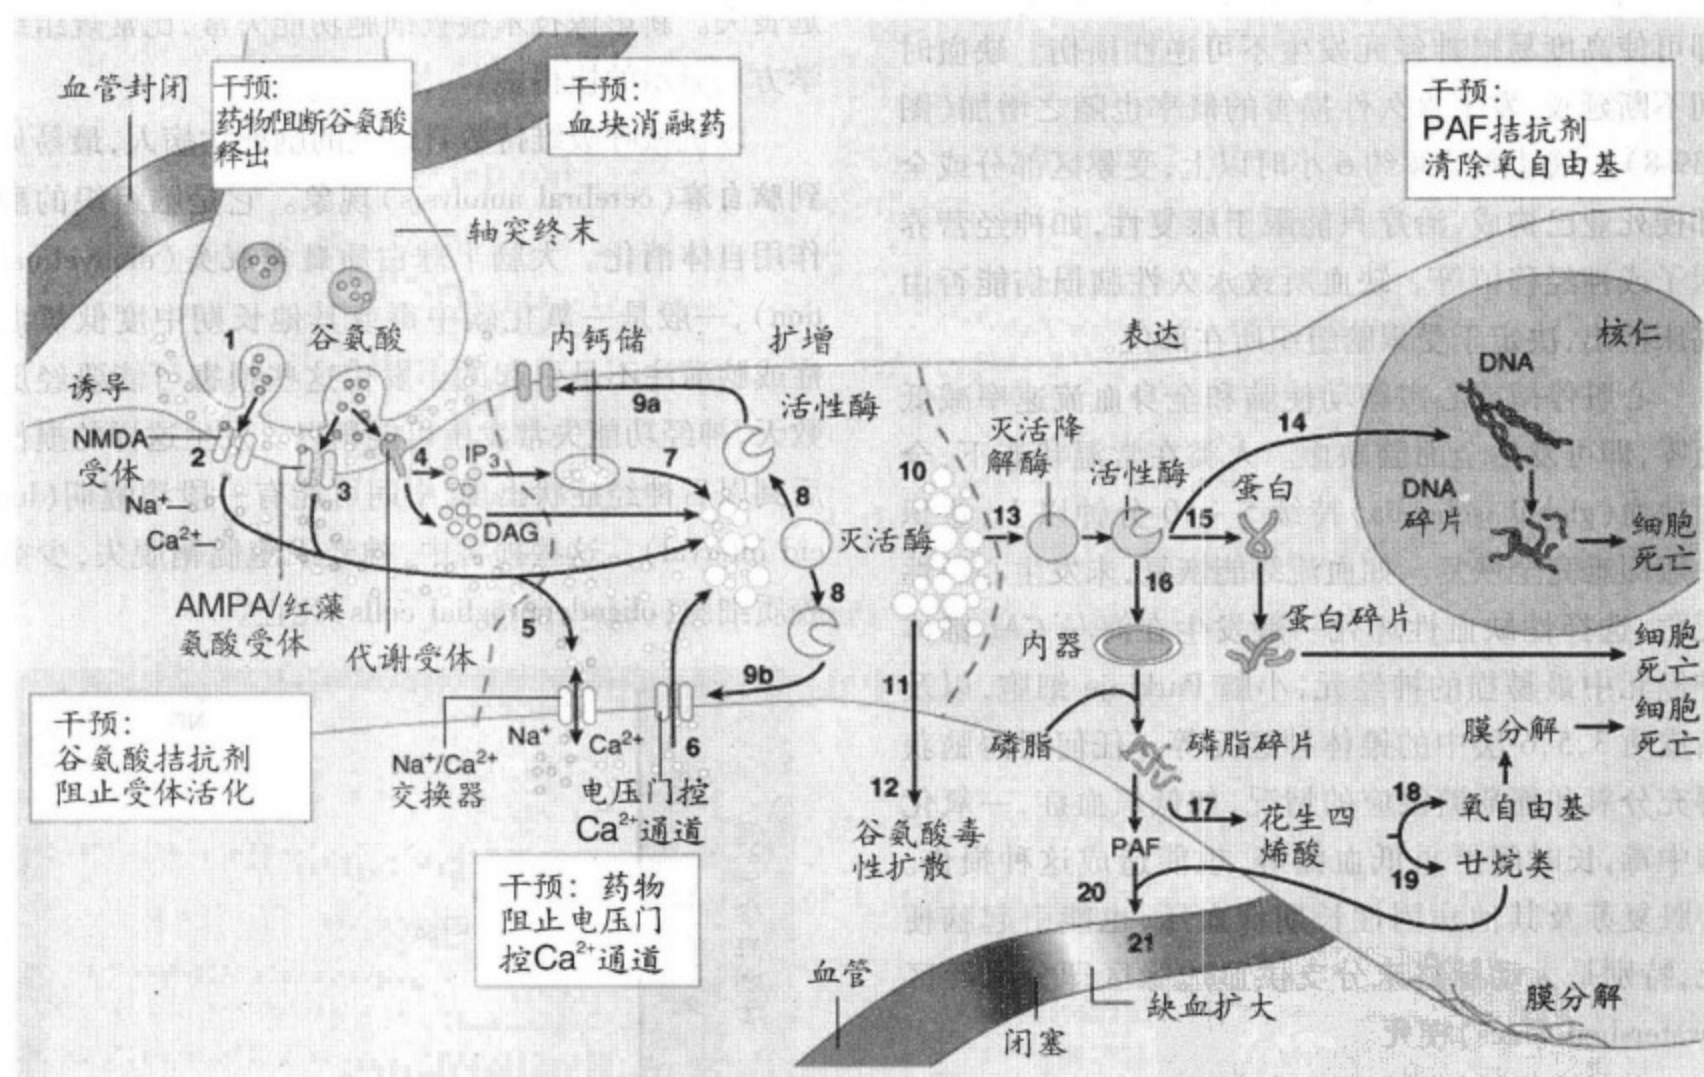 血管封闭
干预：
药物阻断谷氨酸
释出
干预：
血块消融药
干预：
PAF拮抗剂
清除氧自由基
轴突终末
1
谷氨酸
内钙储
扩增
表达
核仁
诱导
NMDA
受体
2
3
4
Na⁺
Ca²⁺
IP₃
DAG
7
9a
活性酶
8
灭活酶
8
9b
AMPA/红藻
氨酸受体
代谢受体
5
6
干预：
谷氨酸拮抗剂
阻止受体活化
Na⁺/Ca²⁺
交换器
Na⁺
Ca²⁺
电压门控
Ca²⁺通道
干预：药物
阻止电压门
控Ca²⁺通道
10
11
12
谷氨酸毒
性扩散
13
灭活降
解酶
活性酶
14
15
蛋白
16
内器
蛋白碎片
DNA
DNA
碎片
细胞
死亡
细胞
死亡
细胞
死亡
膜分解
磷脂
磷脂碎片
17
花生四
烯酸
18
氧自由基
19
廿烷类
PAF
20
21
血管
闭塞
缺血扩大
膜分解